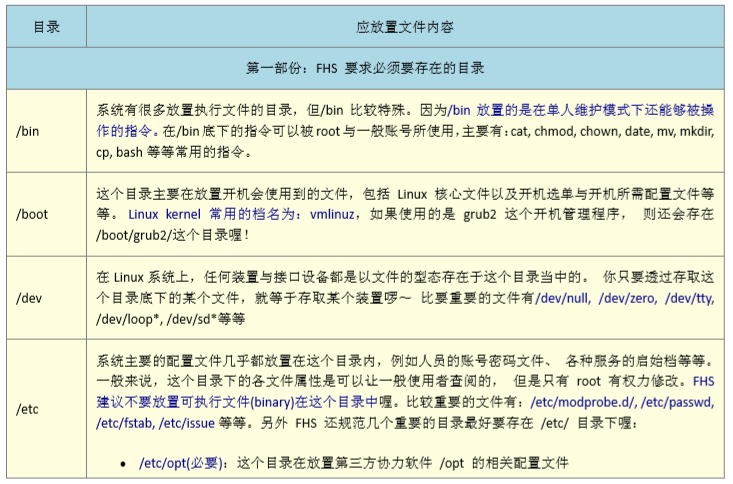 目录 应放置文件内容
第一部份：FHS 要求必须要存在的目录
/bin
系统有很多放置执行文件的目录，但/bin 比较特殊。因为/bin 放置的是在单人维护模式下还能够被操
作的指令。在/bin 底下的指令可以被 root 与一般账号所使用，主要有：cat, chmod, chown, date, mv, mkdir,
cp, bash 等等常用的指令。
/boot
这个目录主要在放置开机会使用到的文件，包括 Linux 核心文件以及开机选单与开机所需配置文件等
等。 Linux kernel 常用的档名为：vmlinuz，如果使用的是 grub2 这个开机管理程序， 则还会存在
/boot/grub2/这个目录喔！
/dev
在 Linux 系统上，任何装置与接口设备都是以文件的型态存在于这个目录当中的。 你只要透过存取这
个目录底下的某个文件，就等于存取某个装置啰～ 比要重要的文件有/dev/null, /dev/zero, /dev/tty,
/dev/loop*, /dev/sd*等等
/etc
系统主要的配置文件几乎都放置在这个目录内，例如人员的账号密码文件、 各种服务的启始档等等。
一般来说，这个目录下的各文件属性是可以让一般使用者查阅的， 但是只有 root 有权力修改。FHS
建议不要放置可执行文件(binary)在这个目录中喔。比较重要的文件有：/etc/modprobe.d/, /etc/passwd,
/etc/fstab, /etc/issue 等等。另外 FHS 还规范几个重要的目录最好要存在 /etc/ 目录下喔：
• /etc/opt(必要)：这个目录在放置第三方协力软件 /opt 的相关配置文件